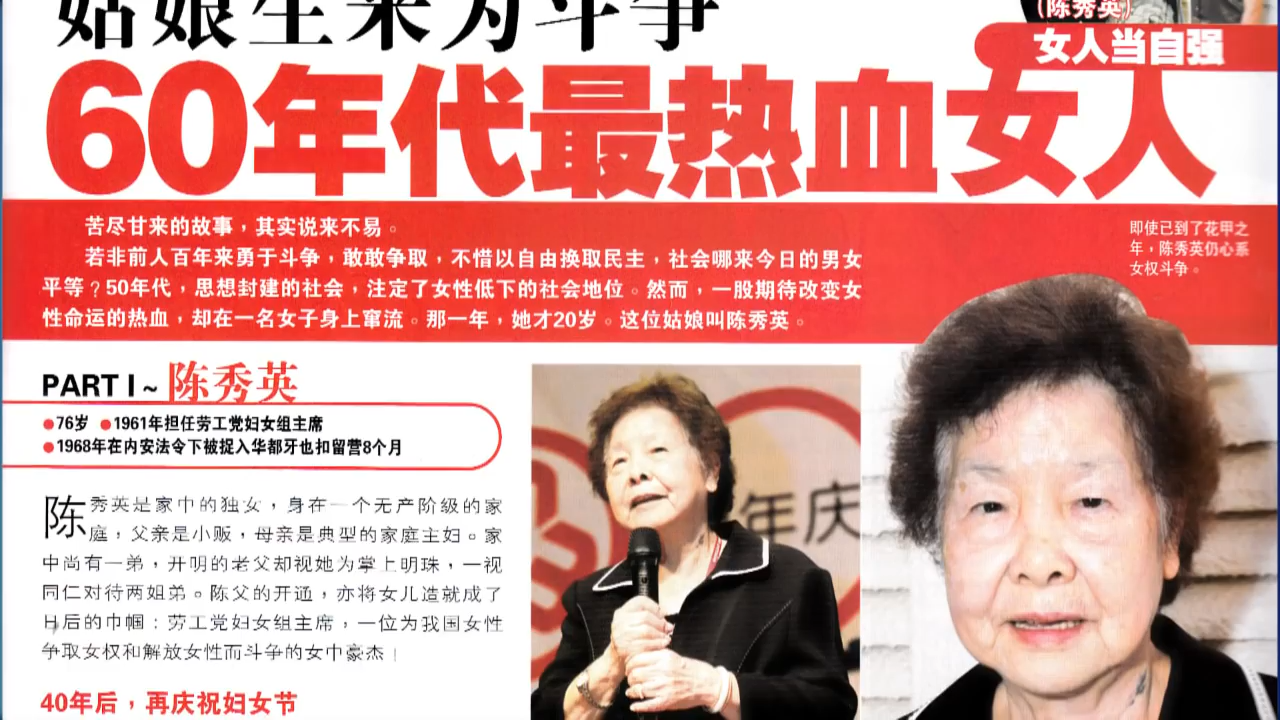 姑娘生来为斗争
(陈秀英)
女人当自强
60年代最热血女人
苦尽甘来的故事，其实说来不易。
若非前人百年来勇于斗争，敢敢争取，不惜以自由换取民主，社会哪来今日的男女
平等？50年代，思想封建的社会，注定了女性低下的社会地位。然而，一股期待改变女
性命运的热血，却在一名女子身上窜流。那一年，她才20岁。这位姑娘叫陈秀英。
即使已到了花甲之
年，陈秀英仍心系
女权斗争。
PART I ~ 陈秀英
●76岁 ●1961年担任劳工党妇女组主席
●1968年在内安法令下被捉入华都牙也扣留营8个月
陈秀英是家中的独女，身在一个无产阶级的家
庭，父亲是小贩，母亲是典型的家庭主妇。家
中尚有一弟，开明的老父却视她为掌上明珠，一视
同仁对待两姐弟。陈父的开通，亦将女儿造就成了
日后的巾帼：劳工党妇女组主席，一位为我国女性
争取女权和解放女性而斗争的女中豪杰！
年庆
40年后，再庆祝妇女节